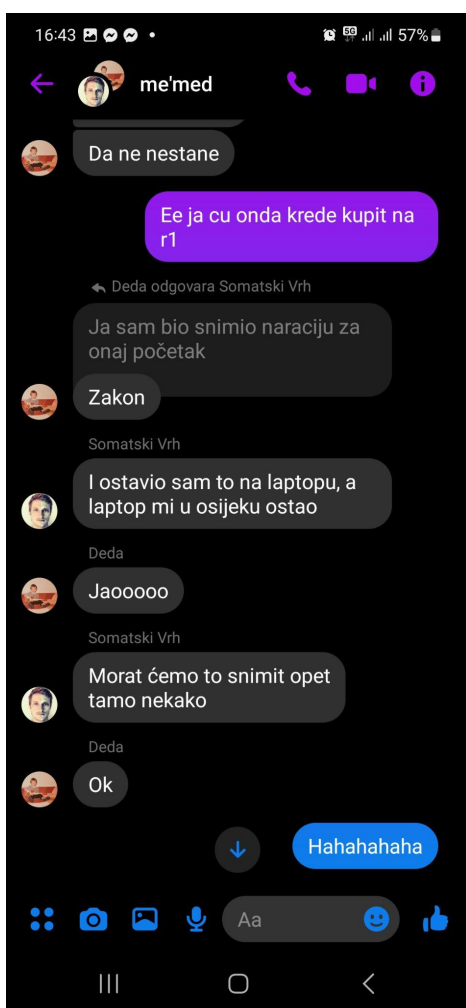 16:43
5G
57%
me'med
Da ne nestane
Ee ja cu onda krede kupit na
r1
Deda odgovara Somatski Vrh
Ja sam bio snimio naraciju za
onaj početak
Zakon
Somatski Vrh
I ostavio sam to na laptopu, a
laptop mi u osijeku ostao
Deda
Jaooooo
Somatski Vrh
Morat ćemo to snimit opet
tamo nekako
Deda
Ok
Hahahahaha
Aa